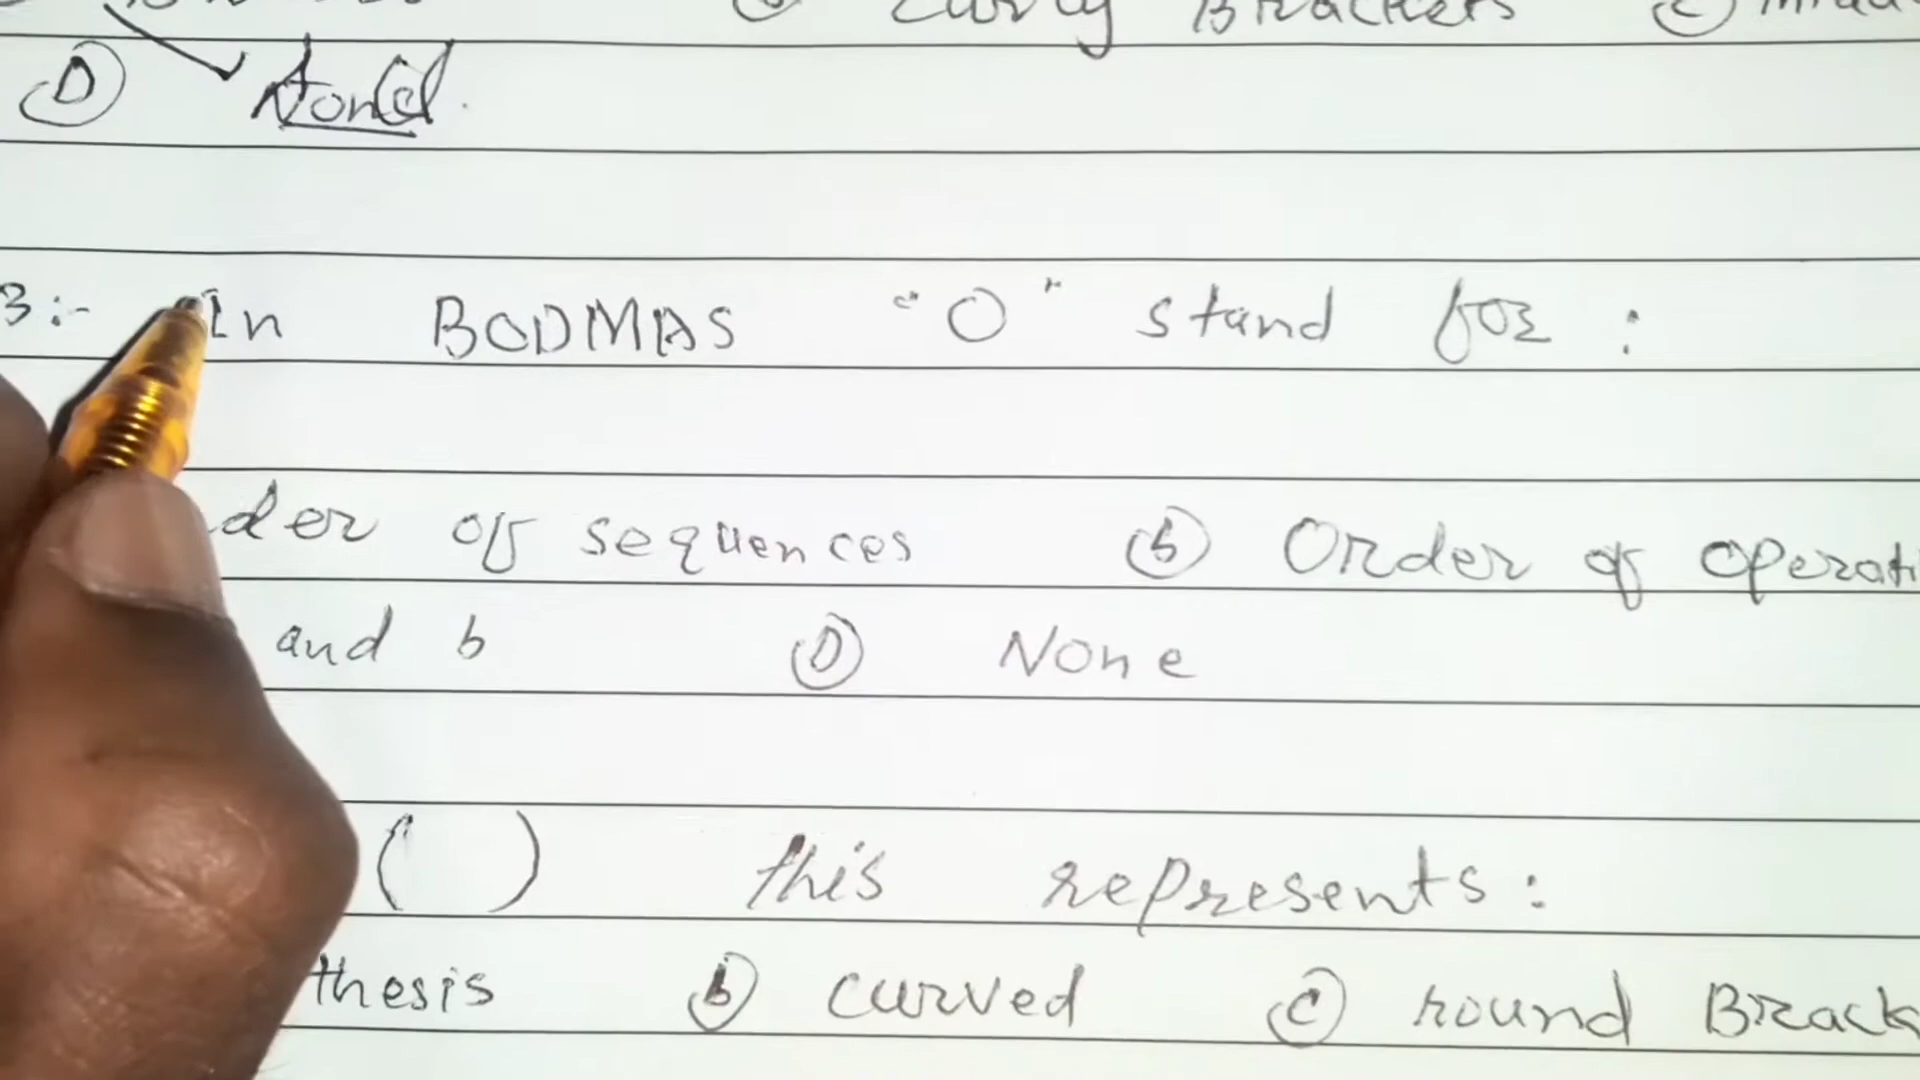 Curly Brackets C
D None
3:- In BODMAS "O" stand for:
der of sequences b Order of operati
and b D None
( ) this represents:
thesis b curved C round Brack